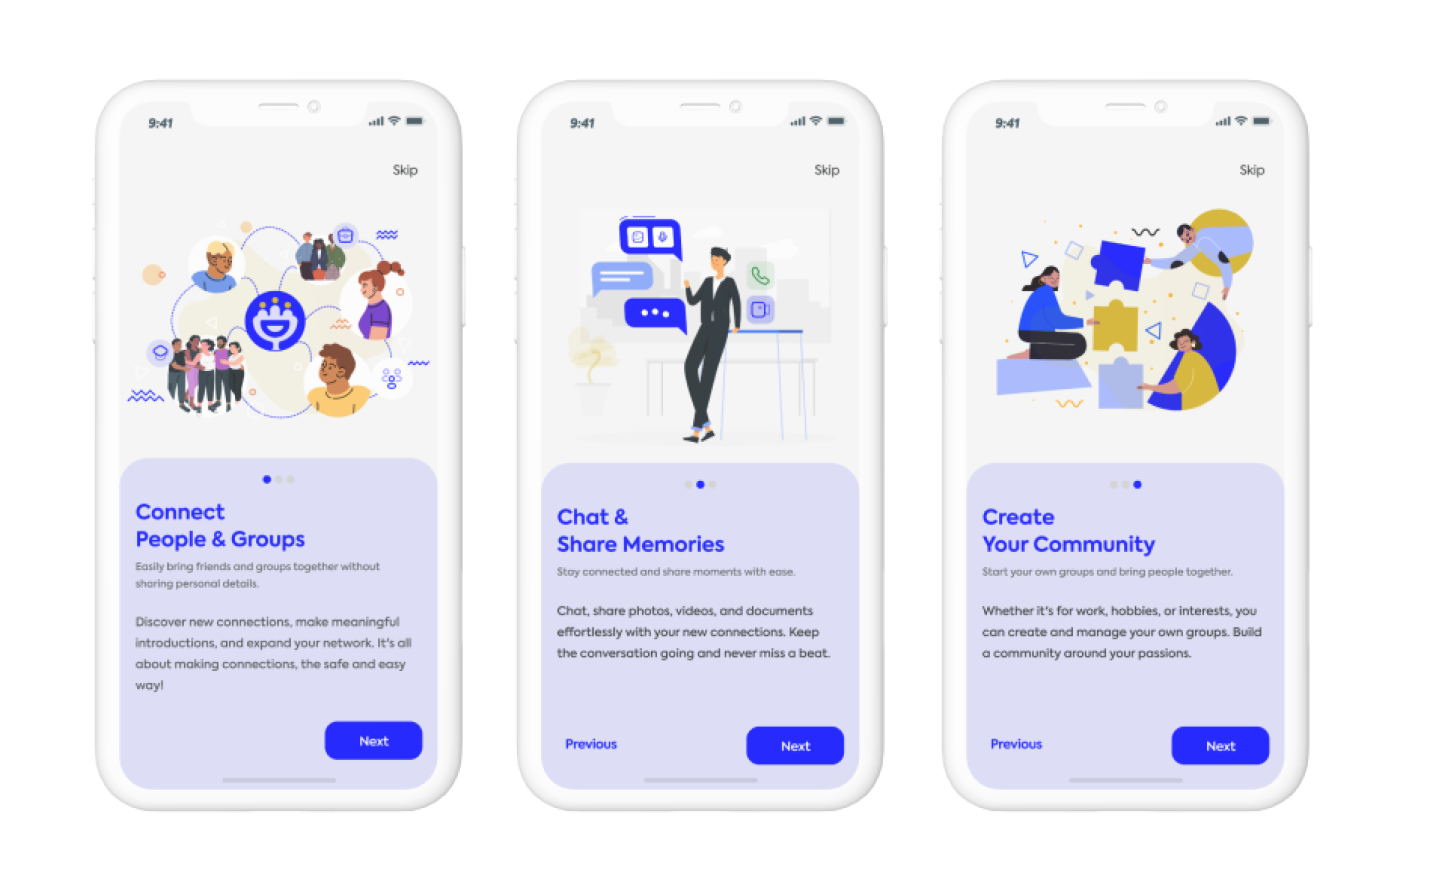 9:41
Skip
Connect
People & Groups
Easily bring friends and groups together without
sharing personal details.
Discover new connections, make meaningful
introductions, and expand your network. It's all
about making connections, the safe and easy
way!
Next
9:41
Skip
Chat &
Share Memories
Stay connected and share moments with ease.
Chat, share photos, videos, and documents
effortlessly with your new connections. Keep
the conversation going and never miss a beat.
Previous
Next
9:41
Skip
Create
Your Community
Start your own groups and bring people together.
Whether it's for work, hobbies, or interests, you
can create and manage your own groups. Build
a community around your passions.
Previous
Next